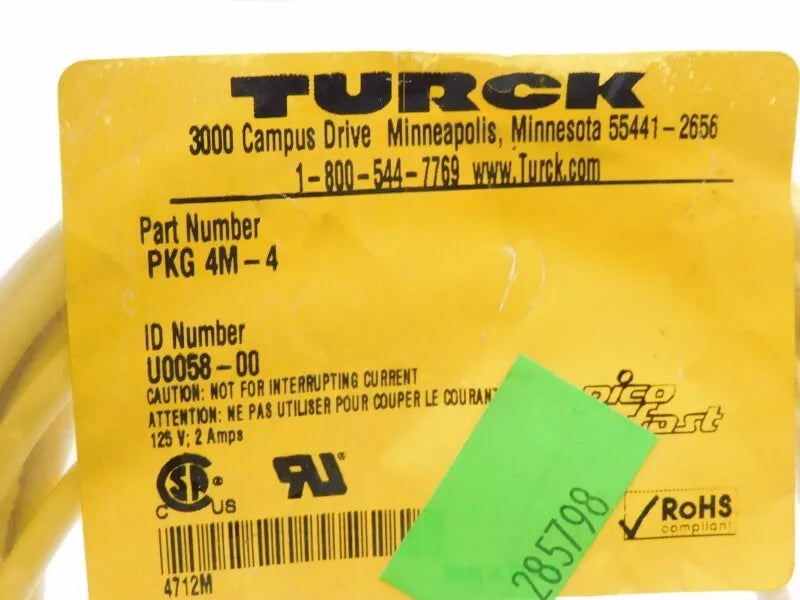 TURCK
3000 Campus Drive Minneapolis, Minnesota 55441-2656
1-800-544-7769 www.Turck.com
Part Number
PKG 4M-4
ID Number
U0058-00
CAUTION: NOT FOR INTERRUPTING CURRENT
ATTENTION: NE PAS UTILISER POUR COUPER LE COURANT
125 V; 2 Amps
pico
fast
C SA ® US
RU
RoHS
compliant
4712M
285798